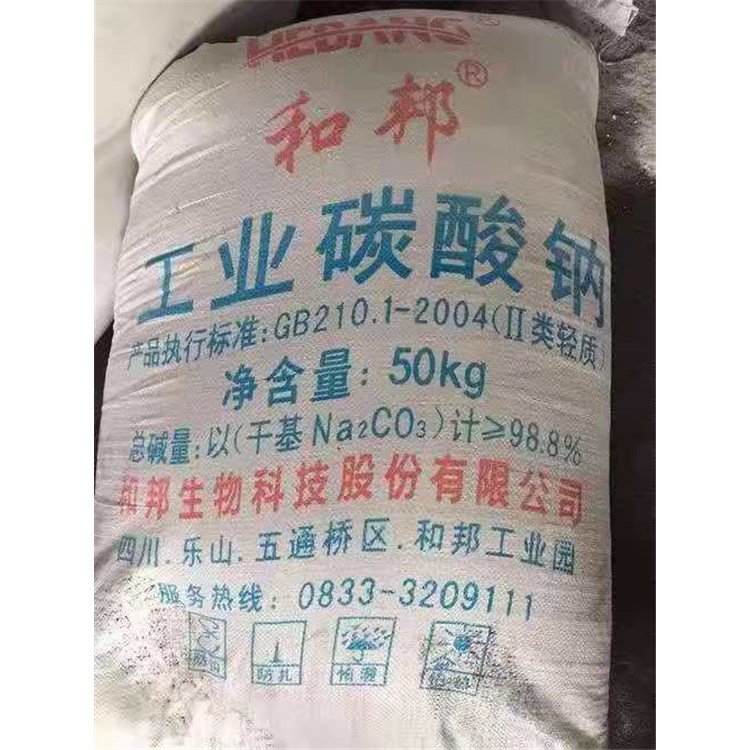 HEBANG
和邦®
工业碳酸钠
产品执行标准:GB210.1-2004(II类轻质)
净含量: 50kg
总碱量:以(干基Na2CO3)计≥98.8%
和邦生物科技股份有限公司
四川.乐山.五通桥区.和邦工业园
服务热线: 0833-3209111
防扎 怕湿